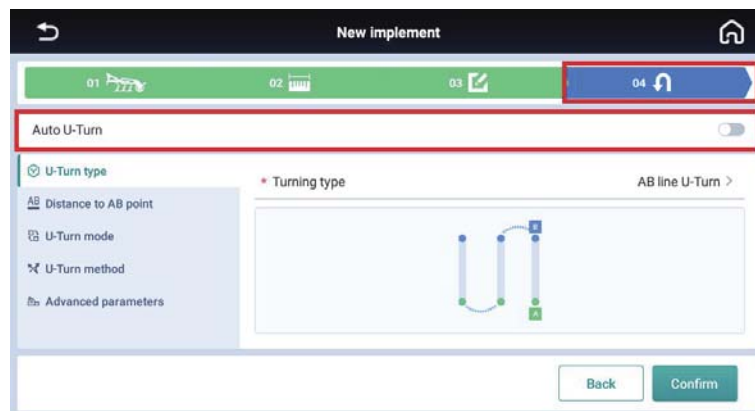 New implement
01 02 03 04
Auto U-Turn
U-Turn type
* Turning type AB line U-Turn >
AB Distance to AB point
U-Turn mode
U-Turn method
Advanced parameters
B
A
Back Confirm